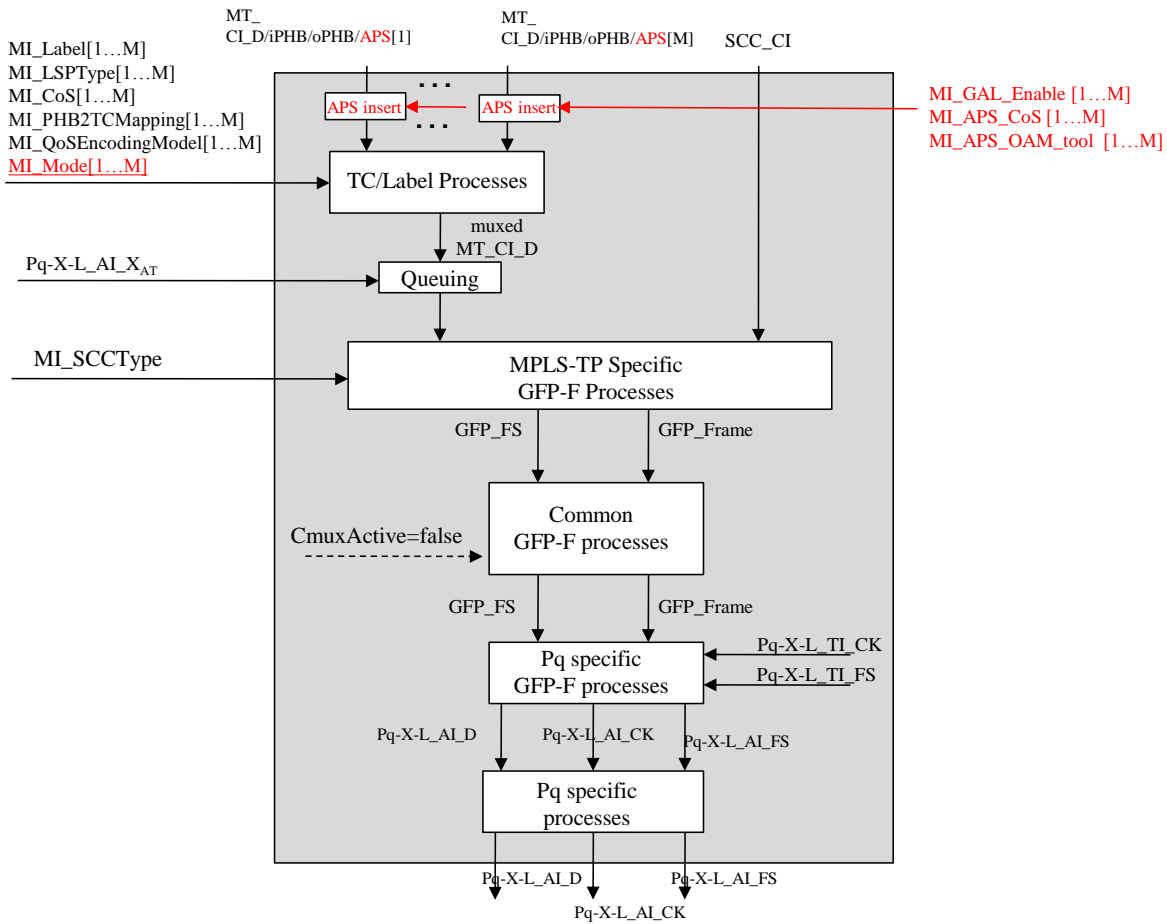 MT_
CI_D/iPHB/oPHB/APS[1]
MT_
CI_D/iPHB/oPHB/APS[M]
SCC_CI
MI_Label[1…M]
MI_LSPType[1…M]
MI_CoS[1…M]
MI_PHB2TCMapping[1…M]
MI_QoSEncodingModel[1…M]
MI_Mode[1…M]
...
APS insert
APS insert
...
MI_GAL_Enable [1…M]
MI_APS_CoS [1…M]
MI_APS_OAM_tool [1…M]
TC/Label Processes
muxed
MT_CI_D
Pq-X-L_AI_XAT
Queuing
MI_SCCType
MPLS-TP Specific
GFP-F Processes
GFP_FS
GFP_Frame
Common
GFP-F processes
CmuxActive=false
GFP_FS
GFP_Frame
Pq specific
GFP-F processes
Pq-X-L_TI_CK
Pq-X-L_TI_FS
Pq-X-L_AI_D
Pq-X-L_AI_CK
Pq-X-L_AI_FS
Pq specific
processes
Pq-X-L_AI_D
Pq-X-L_AI_FS
Pq-X-L_AI_CK